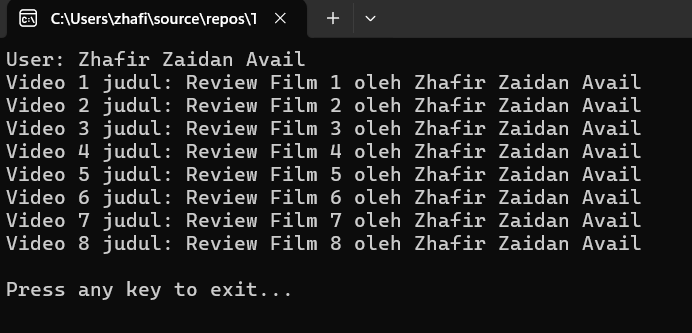 C:\Users\zhafi\source\repos\T
User: Zhafir Zaidan Avail
Video 1 judul: Review Film 1 oleh Zhafir Zaidan Avail
Video 2 judul: Review Film 2 oleh Zhafir Zaidan Avail
Video 3 judul: Review Film 3 oleh Zhafir Zaidan Avail
Video 4 judul: Review Film 4 oleh Zhafir Zaidan Avail
Video 5 judul: Review Film 5 oleh Zhafir Zaidan Avail
Video 6 judul: Review Film 6 oleh Zhafir Zaidan Avail
Video 7 judul: Review Film 7 oleh Zhafir Zaidan Avail
Video 8 judul: Review Film 8 oleh Zhafir Zaidan Avail
Press any key to exit...